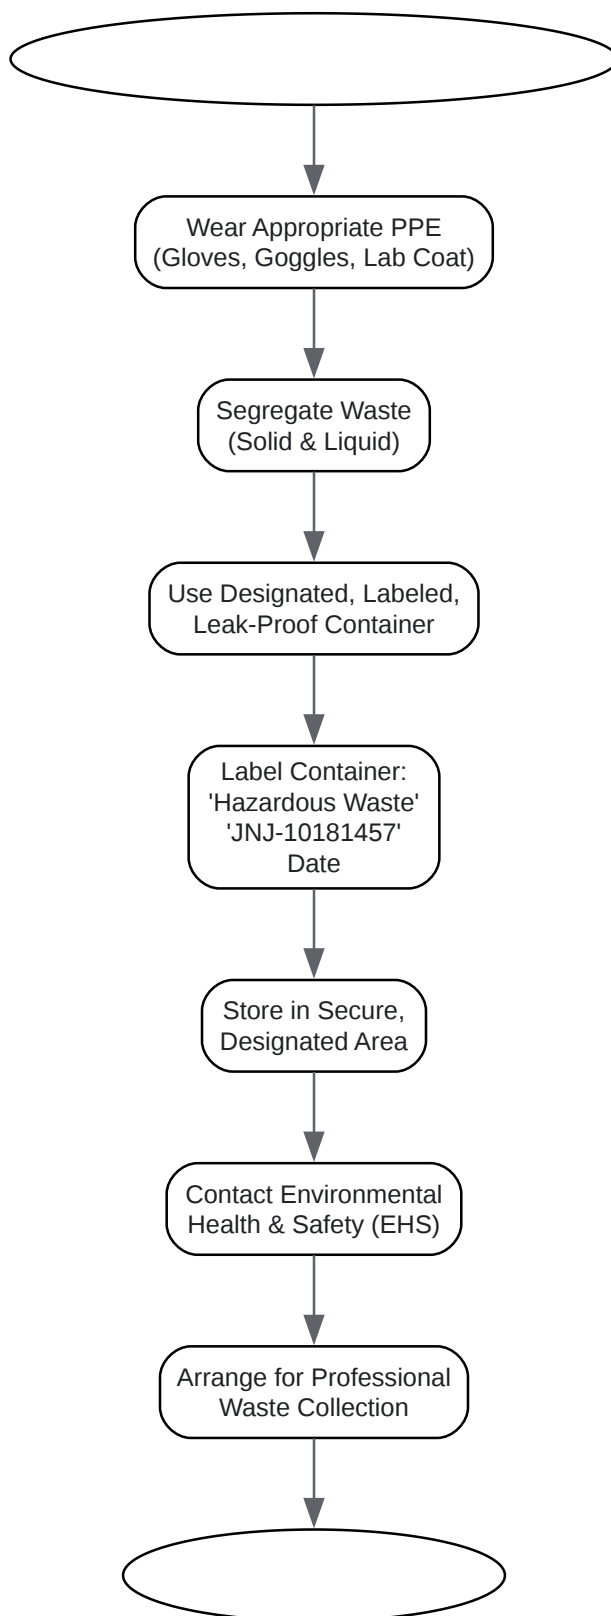 Wear Appropriate PPE
(Gloves, Goggles, Lab Coat)
Segregate Waste
(Solid & Liquid)
Use Designated, Labeled,
Leak-Proof Container
Label Container:
'Hazardous Waste'
'JNJ-10181457'
Date
Store in Secure,
Designated Area
Contact Environmental
Health & Safety (EHS)
Arrange for Professional
Waste Collection